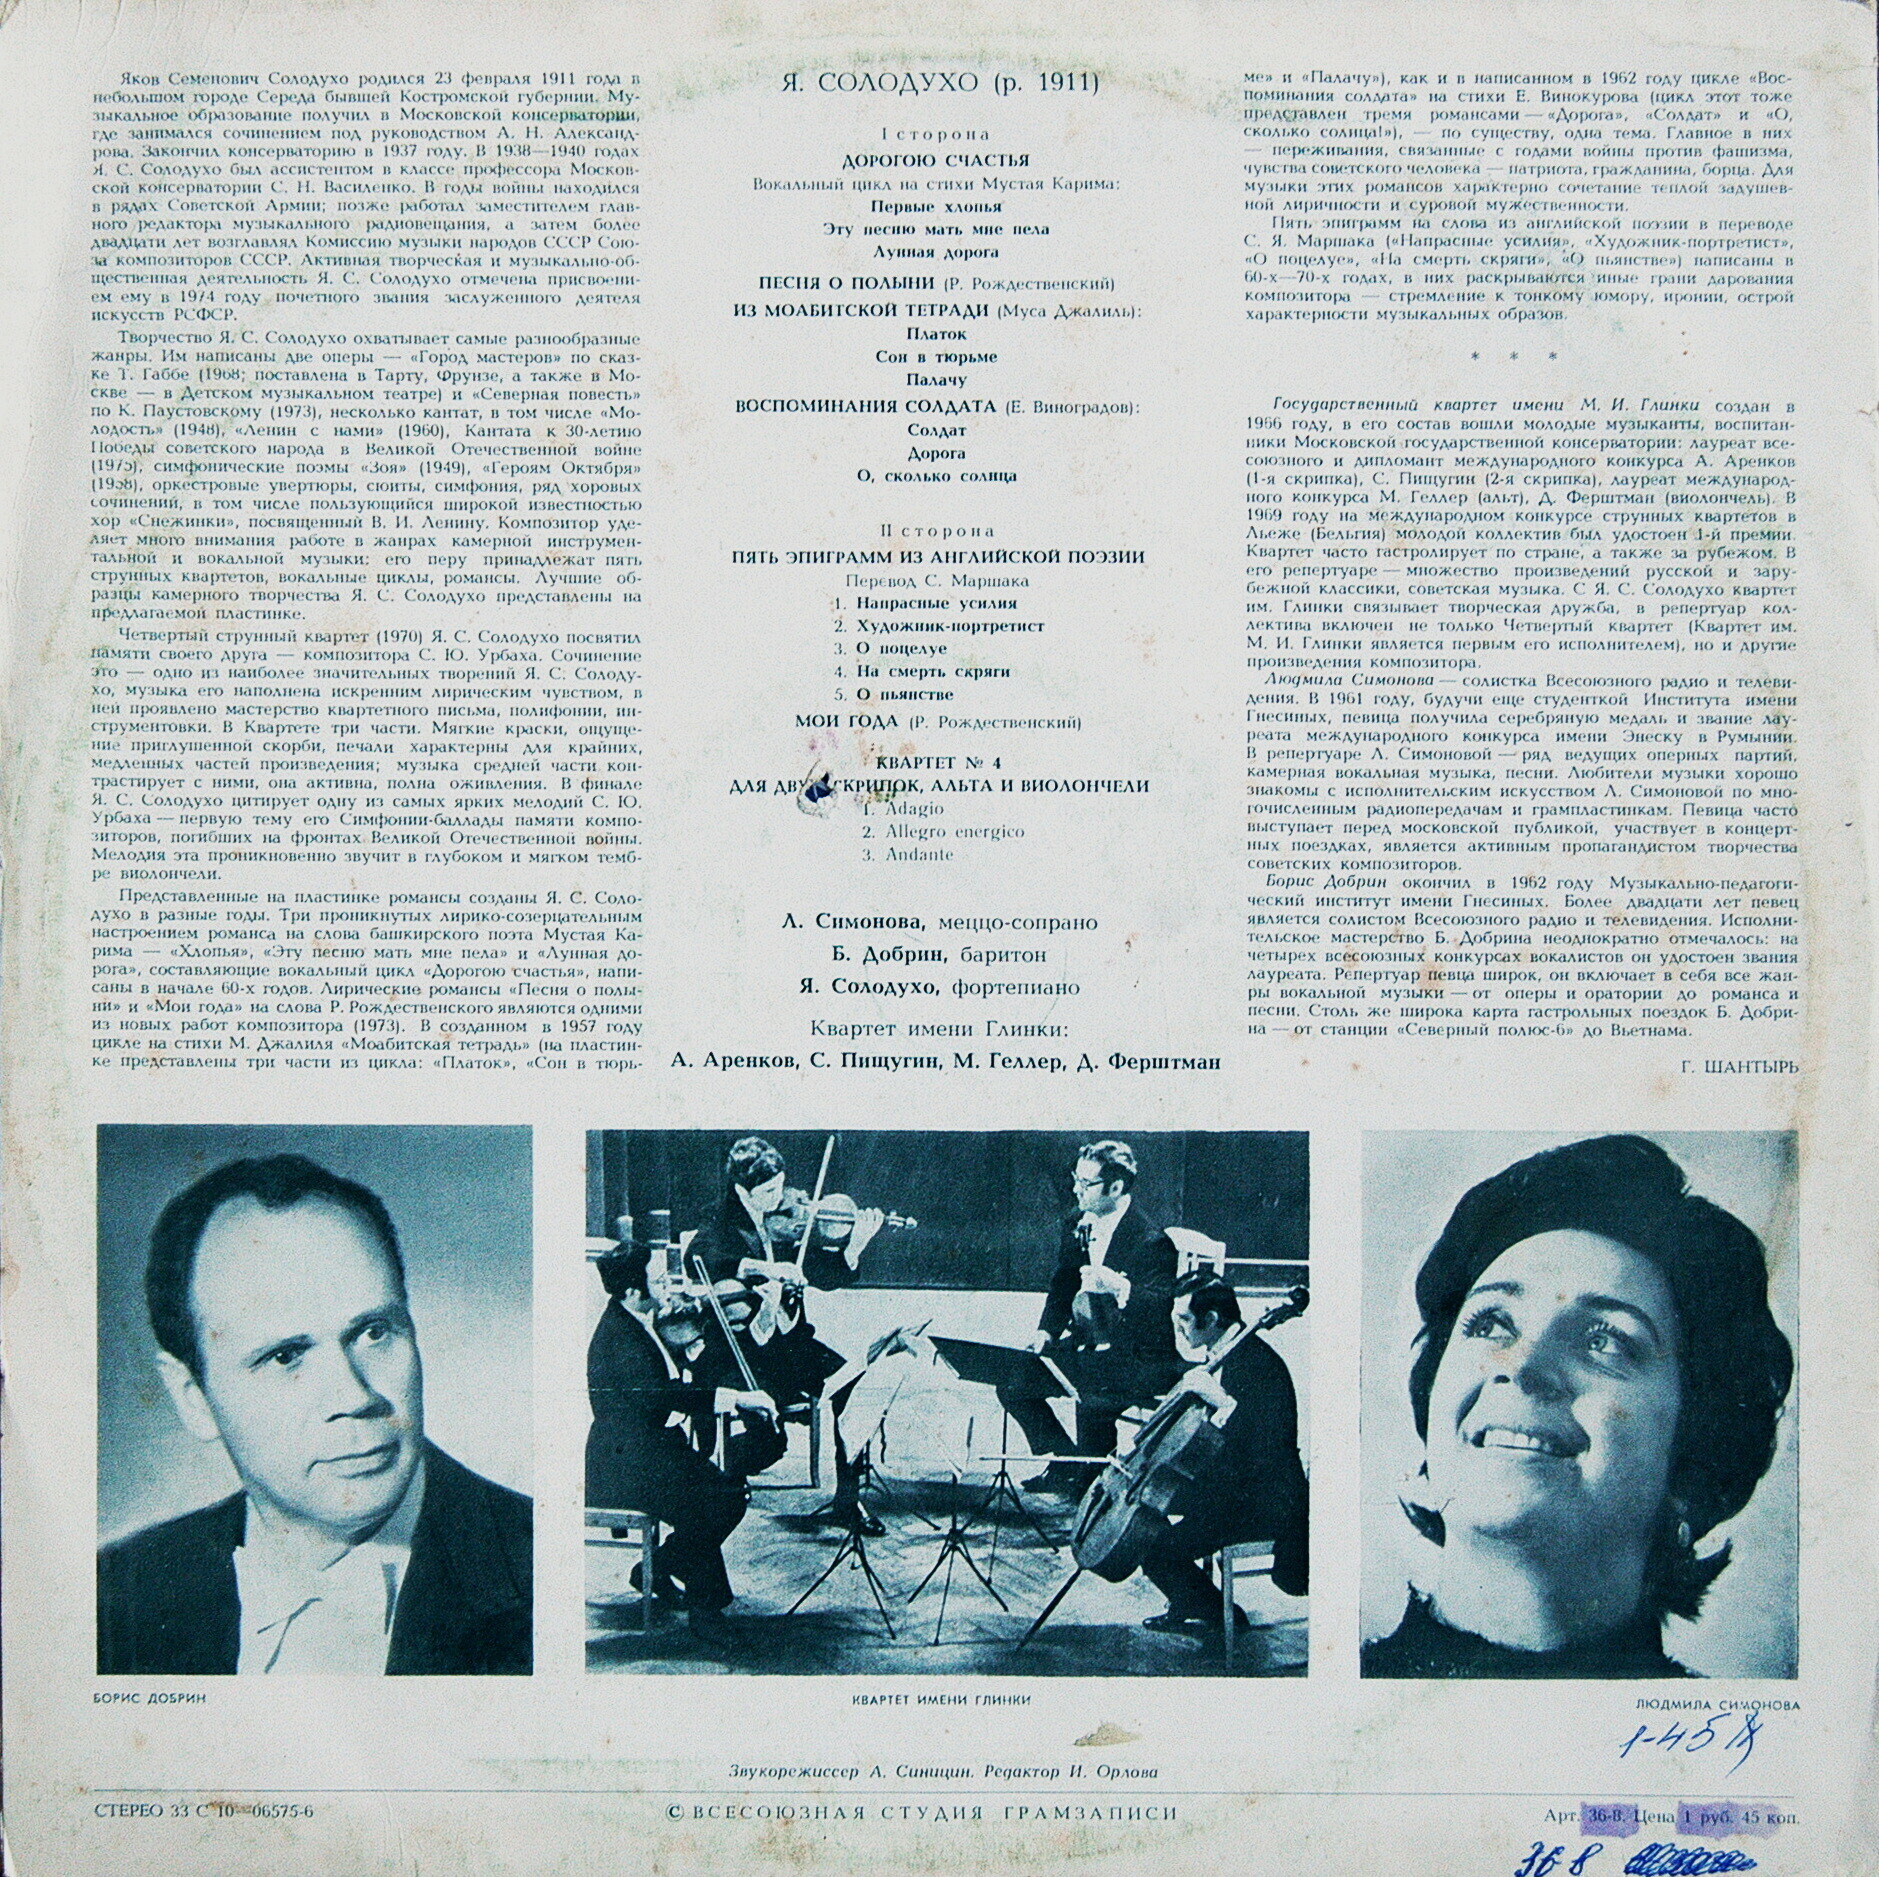 Яков Семенович Солодухо родился 23 февраля 1911 года в
небольшом городе Середа бывшей Костромской губернии. Му-
зыкальное образование получил в Московской консерватории,
где занимался сочинением под руководством А. Н. Александ-
рова. Закончил консерваторию в 1937 году. В 1938—1940 годах
Я. С. Солодухо был ассистентом в классе профессора Москов-
ской консерватории С. Н. Василенко. В годы войны находился
в рядах Советской Армии; позже работал заместителем глав-
ного редактора музыкального радиовещания, а затем более
двадцати лет возглавлял Комиссию музыки народов СССР Сою-
за композиторов СССР. Активная творческая и музыкально-об-
щественная деятельность Я. С. Солодухо отмечена присвоени-
ем ему в 1974 году почетного звания заслуженного деятеля
искусств РСФСР.
Творчество Я. С. Солодухо охватывает самые разнообразные
жанры. Им написаны две оперы — «Город мастеров» по сказ-
ке Т. Габбе (1968; поставлена в Тарту, Фрунзе, а также в Мо-
скве — в Детском музыкальном театре) и «Северная повесть»
по К. Паустовскому (1973), несколько кантат, в том числе «Мо-
лодость» (1948), «Ленин с нами» (1960), Кантата к 30-летию
Победы советского народа в Великой Отечественной войне
(1975), симфонические поэмы «Зоя» (1949), «Героям Октября»
(1958), оркестровые увертюры, сюиты, симфония, ряд хоровых
сочинений, в том числе пользующийся широкой известностью
хор «Снежинки», посвященный В. И. Ленину. Композитор уде-
ляет много внимания работе в жанрах камерной инструмен-
тальной и вокальной музыки: его перу принадлежат пять
струнных квартетов, вокальные циклы, романсы. Лучшие об-
разцы камерного творчества Я. С. Солодухо представлены на
предлагаемой пластинке.
Четвертый струнный квартет (1970) Я. С. Солодухо посвятил
памяти своего друга — композитора С. Ю. Урбаха. Сочинение
это — одно из наиболее значительных творений Я. С. Солоду-
хо, музыка его наполнена искренним лирическим чувством, в
ней проявлено мастерство квартетного письма, полифонии, ин-
струментовки. В Квартете три части. Мягкие краски, ощуще-
ние приглушенной скорби, печали характерны для крайних,
медленных частей произведения; музыка средней части кон-
трастирует с ними, она активна, полна оживления. В финале
Я. С. Солодухо цитирует одну из самых ярких мелодий С. Ю.
Урбаха — первую тему его Симфонии-баллады памяти компо-
зиторов, погибших на фронтах Великой Отечественной войны.
Мелодия эта проникновенно звучит в глубоком и мягком темб-
ре виолончели.
Представленные на пластинке романсы созданы Я. С. Соло-
духо в разные годы. Три проникнутых лирико-созерцательным
настроением романса на слова башкирского поэта Мустая Ка-
рима — «Хлопья», «Эту песню мать мне пела» и «Лунная до-
рога», составляющие вокальный цикл «Дорогою счастья», напи-
саны в начале 60-х годов. Лирические романсы «Песня о полы-
ни» и «Мои года» на слова Р. Рождественского являются одними
из новых работ композитора (1973). В созданном в 1957 году
цикле на стихи М. Джалиля «Моабитская тетрадь» (на пластин-
ке представлены три части из цикла: «Платок», «Сон в тюрь-
Я. СОЛОДУХО (р. 1911)
I сторона
ДОРОГОЮ СЧАСТЬЯ
Вокальный цикл на стихи Мустая Карима:
Первые хлопья
Эту песню мать мне пела
Лунная дорога
ПЕСНЯ О ПОЛЫНИ (Р. Рождественский)
ИЗ МОАБИТСКОЙ ТЕТРАДИ (Муса Джалиль):
Платок
Сон в тюрьме
Палачу
ВОСПОМИНАНИЯ СОЛДАТА (Е. Виноградов):
Солдат
Дорога
О, сколько солнца
II сторона
ПЯТЬ ЭПИГРАММ ИЗ АНГЛИЙСКОЙ ПОЭЗИИ
Перевод С. Маршака
1. Напрасные усилия
2. Художник-портретист
3. О поцелуе
4. На смерть скряги
5. О пьянстве
МОИ ГОДА (Р. Рождественский)
КВАРТЕТ № 4
ДЛЯ ДВУХ СКРИПОК, АЛЬТА И ВИОЛОНЧЕЛИ
1. Adagio
2. Allegro energico
3. Andante
Л. Симонова, меццо-сопрано
Б. Добрин, баритон
Я. Солодухо, фортепиано
Квартет имени Глинки:
А. Аренков, С. Пищугин, М. Геллер, Д. Ферштман
ме» и «Палачу»), как и в написанном в 1962 году цикле «Вос-
поминания солдата» на стихи Е. Винокурова (цикл этот тоже
представлен тремя романсами — «Дорога», «Солдат» и «О,
сколько солнца!»), — по существу, одна тема. Главное в них
— переживания, связанные с годами войны против фашизма,
чувства советского человека — патриота, гражданина, борца. Для
музыки этих романсов характерно сочетание теплой задушев-
ной лиричности и суровой мужественности.
Пять эпиграмм на слова из английской поэзии в переводе
С. Я. Маршака («Напрасные усилия», «Художник-портретист»,
«О поцелуе», «На смерть скряги», «О пьянстве») написаны в
60-х—70-х годах, в них раскрываются иные грани дарования
композитора — стремление к тонкому юмору, иронии, острой
характерности музыкальных образов.
* * *
Государственный квартет имени М. И. Глинки создан в
1966 году, в его состав вошли молодые музыканты, воспитан-
ники Московской государственной консерватории: лауреат все-
союзного и дипломант международного конкурса А. Аренков
(1-я скрипка), С. Пищугин (2-я скрипка), лауреат международ-
ного конкурса М. Геллер (альт), Д. Ферштман (виолончель). В
1969 году на международном конкурсе струнных квартетов в
Льеже (Бельгия) молодой коллектив был удостоен 1-й премии.
Квартет часто гастролирует по стране, а также за рубежом. В
его репертуаре — множество произведений русской и зару-
бежной классики, советская музыка. С Я. С. Солодухо квартет
им. Глинки связывает творческая дружба, в репертуар кол-
лектива включен не только Четвертый квартет (Квартет им.
М. И. Глинки является первым его исполнителем), но и другие
произведения композитора.
Людмила Симонова — солистка Всесоюзного радио и телеви-
дения. В 1961 году, будучи еще студенткой Института имени
Гнесиных, певица получила серебряную медаль и звание лау-
реата международного конкурса имени Энеску в Румынии.
В репертуаре Л. Симоновой — ряд ведущих оперных партий,
камерная вокальная музыка, песни. Любители музыки хорошо
знакомы с исполнительским искусством Л. Симоновой по мно-
гочисленным радиопередачам и грампластинкам. Певица часто
выступает перед московской публикой, участвует в концерт-
ных поездках, является активным пропагандистом творчества
советских композиторов.
Борис Добрин окончил в 1962 году Музыкально-педагоги-
ческий институт имени Гнесиных. Более двадцати лет певец
является солистом Всесоюзного радио и телевидения. Исполни-
тельское мастерство Б. Добрина неоднократно отмечалось: на
четырех всесоюзных конкурсах вокалистов он удостоен звания
лауреата. Репертуар певца широк, он включает в себя все жан-
ры вокальной музыки — от оперы и оратории до романса и
песни. Столь же широка карта гастрольных поездок Б. Добри-
на — от станции «Северный полюс-6» до Вьетнама.
Г. ШАНТЫРЬ
БОРИС ДОБРИН
КВАРТЕТ ИМЕНИ ГЛИНКИ
ЛЮДМИЛА СИМОНОВА
1-45
Звукорежиссер А. Синицин. Редактор И. Орлова
СТЕРЕО 33 С 10—06575-6
© ВСЕСОЮЗНАЯ СТУДИЯ ГРАМЗАПИСИ
Арт. 36-8. Цена 1 руб. 45 коп.
36 8